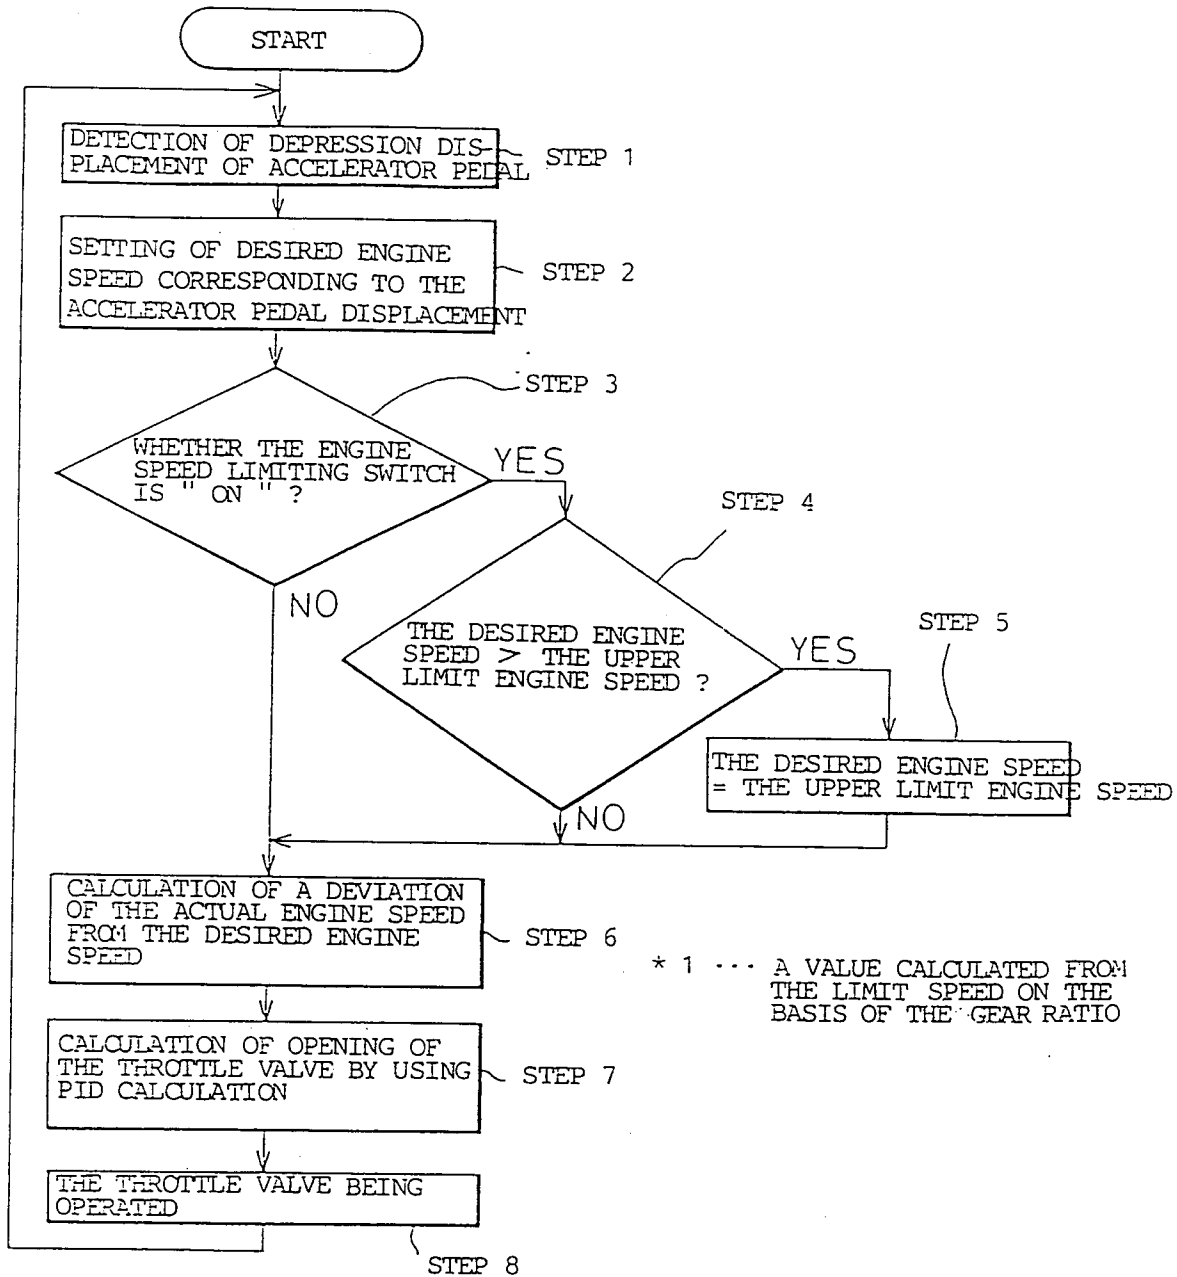 START
DETECTION OF DEPRESSION DIS-
PLACEMENT OF ACCELERATOR PEDAL
STEP 1
SETTING OF DESIRED ENGINE
SPEED CORRESPONDING TO THE
ACCELERATOR PEDAL DISPLACEMENT
STEP 2
STEP 3
WHETHER THE ENGINE
SPEED LIMITING SWITCH
IS " ON " ?
YES
NO
STEP 4
THE DESIRED ENGINE
SPEED > THE UPPER
LIMIT ENGINE SPEED ?
YES
NO
STEP 5
THE DESIRED ENGINE SPEED
= THE UPPER LIMIT ENGINE SPEED
CALCULATION OF A DEVIATION
OF THE ACTUAL ENGINE SPEED
FROM THE DESIRED ENGINE
SPEED
STEP 6
* 1 ··· A VALUE CALCULATED FROM
THE LIMIT SPEED ON THE
BASIS OF THE GEAR RATIO
CALCULATION OF OPENING OF
THE THROTTLE VALVE BY USING
PID CALCULATION
STEP 7
THE THROTTLE VALVE BEING
OPERATED
STEP 8